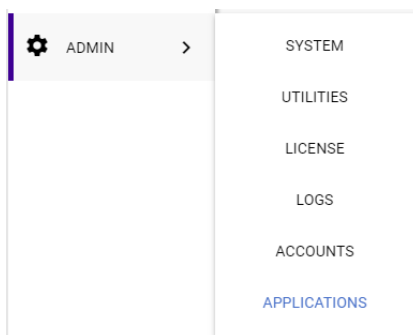 ADMIN
SYSTEM
UTILITIES
LICENSE
LOGS
ACCOUNTS
APPLICATIONS